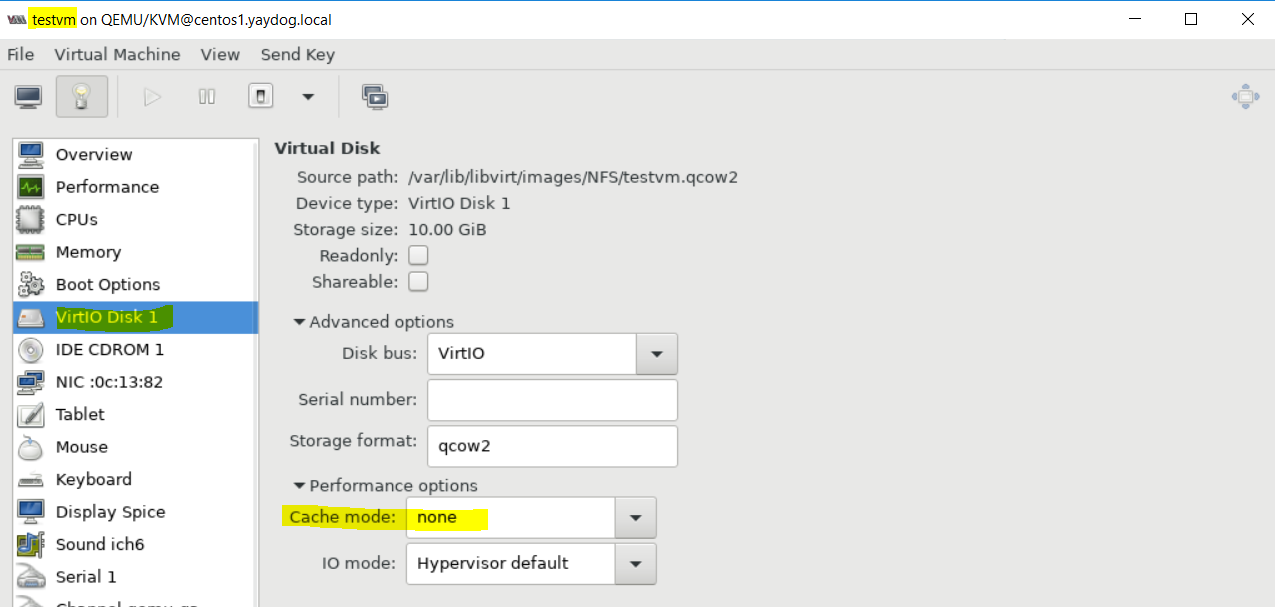 testvm on QEMU/KVM@centos1.yaydog.local
File Virtual Machine View Send Key
Overview
Performance
CPUs
Memory
Boot Options
VirtIO Disk 1
IDE CDROM 1
NIC :0c:13:82
Tablet
Mouse
Keyboard
Display Spice
Sound ich6
Serial 1
Virtual Disk
Source path: /var/lib/libvirt/images/NFS/testvm.qcow2
Device type: VirtIO Disk 1
Storage size: 10.00 GiB
Readonly:
Shareable:
Advanced options
Disk bus: VirtIO
Serial number:
Storage format: qcow2
Performance options
Cache mode: none
IO mode: Hypervisor default